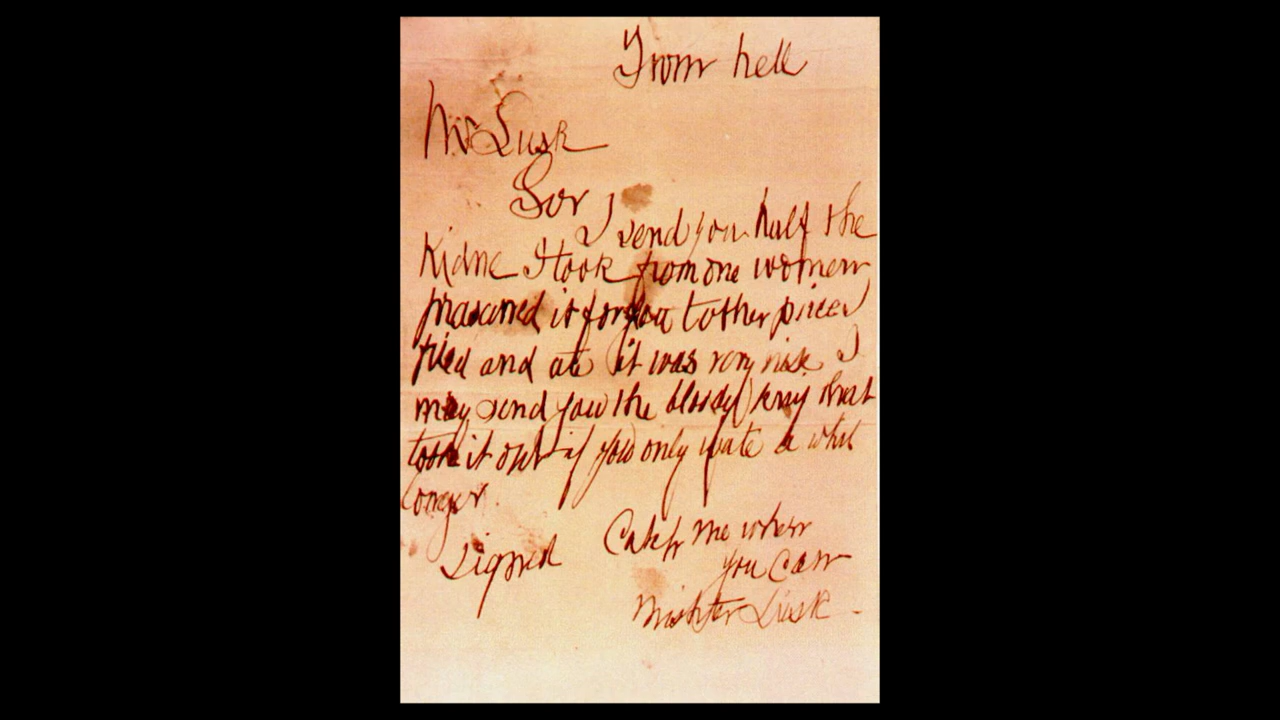 From hell
Mr Lusk
Sor
I send you half the
Kidne I took from one women
prasarved it for you tother piece I
fried and ate it was very nise I
may send you the bloody knif that
took it out if you only wate a whil
longer.
signed Catch me when
you can
Mishter Lusk -